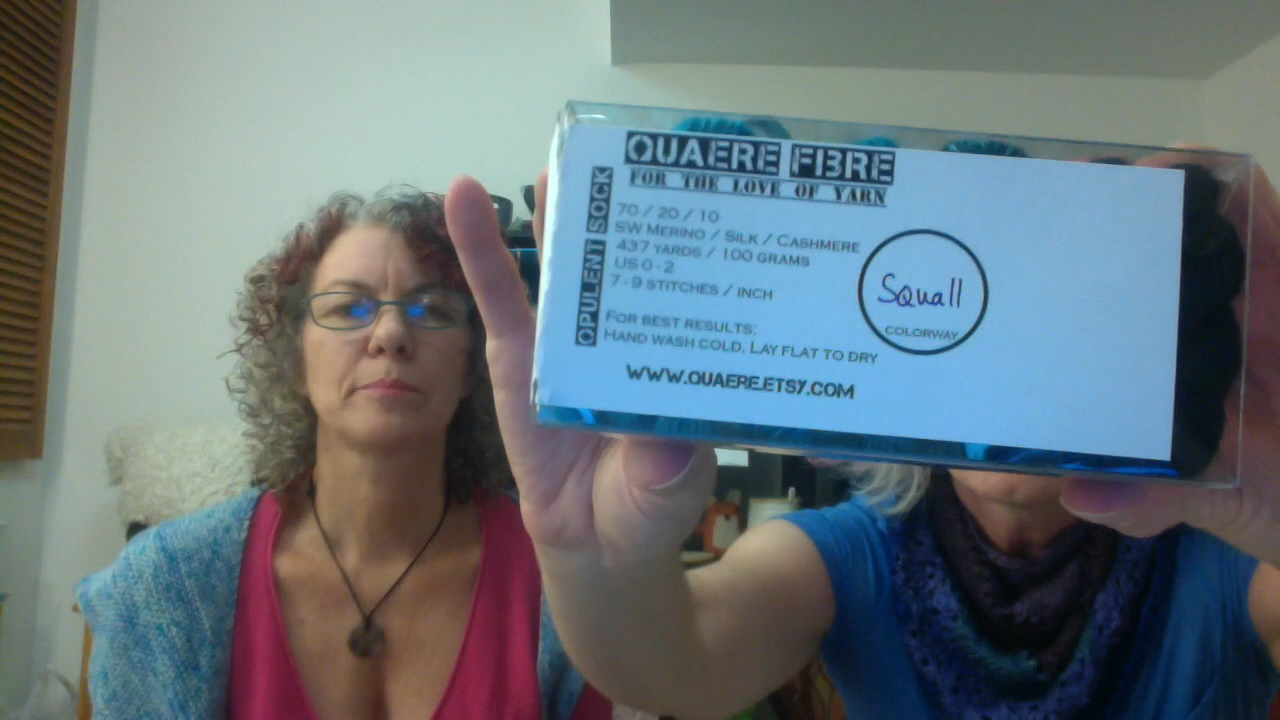 QUAERE FIBRE
FOR THE LOVE OF YARN
OPULENT SOCK
70 / 20 / 10
SW MERINO / SILK / CASHMERE
437 YARDS / 100 GRAMS
US 0 - 2
7 - 9 STITCHES / INCH
FOR BEST RESULTS:
HAND WASH COLD. LAY FLAT TO DRY
WWW.QUAERE.ETSY.COM
Squall
COLORWAY